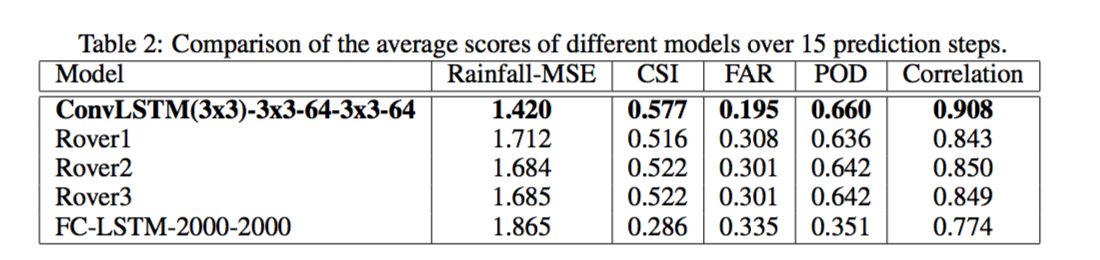 Table 2: Comparison of the average scores of different models over 15 prediction steps.
Model Rainfall-MSE CSI FAR POD Correlation
ConvLSTM(3x3)-3x3-64-3x3-64 1.420 0.577 0.195 0.660 0.908
Rover1 1.712 0.516 0.308 0.636 0.843
Rover2 1.684 0.522 0.301 0.642 0.850
Rover3 1.685 0.522 0.301 0.642 0.849
FC-LSTM-2000-2000 1.865 0.286 0.335 0.351 0.774